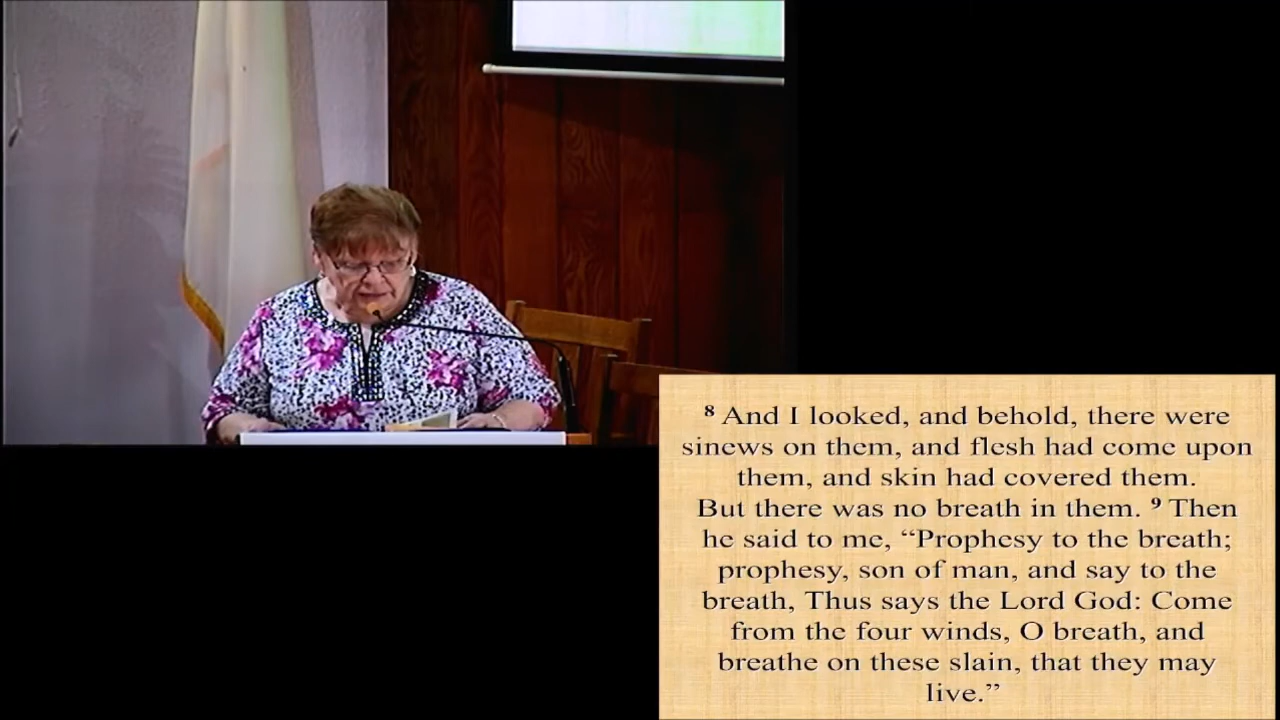 8 And I looked, and behold, there were
sinews on them, and flesh had come upon
them, and skin had covered them.
But there was no breath in them. 9 Then
he said to me, “Prophesy to the breath;
prophesy, son of man, and say to the
breath, Thus says the Lord God: Come
from the four winds, O breath, and
breathe on these slain, that they may
live.”